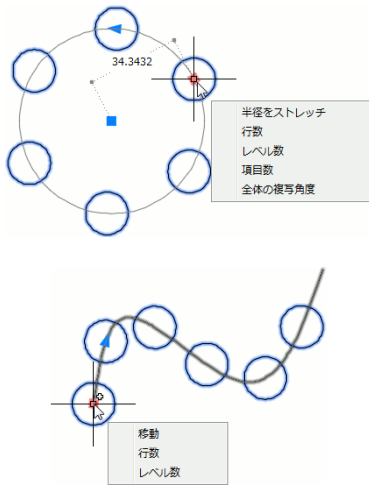 34.3432
半径をストレッチ
行数
レベル数
項目数
全体の複写角度
移動
行数
レベル数